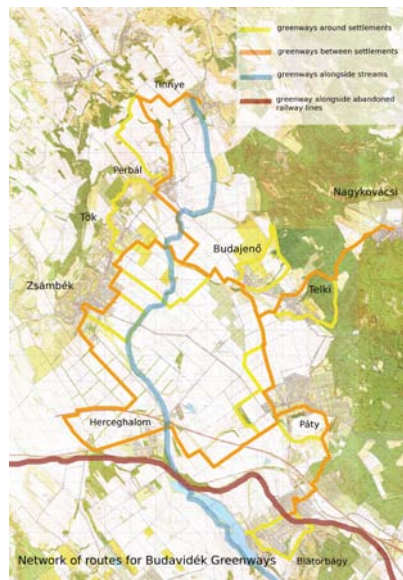 greenways around settlements
greenways between settlements
greenways alongside streams
greenway alongside abandoned
railway lines
Tinnye
Perbál
Nagykovácsi
Tök
Budajenő
Zsámbék
Telki
Herceghalom
Páty
Biatorbágy
Network of routes for Budavidék Greenways